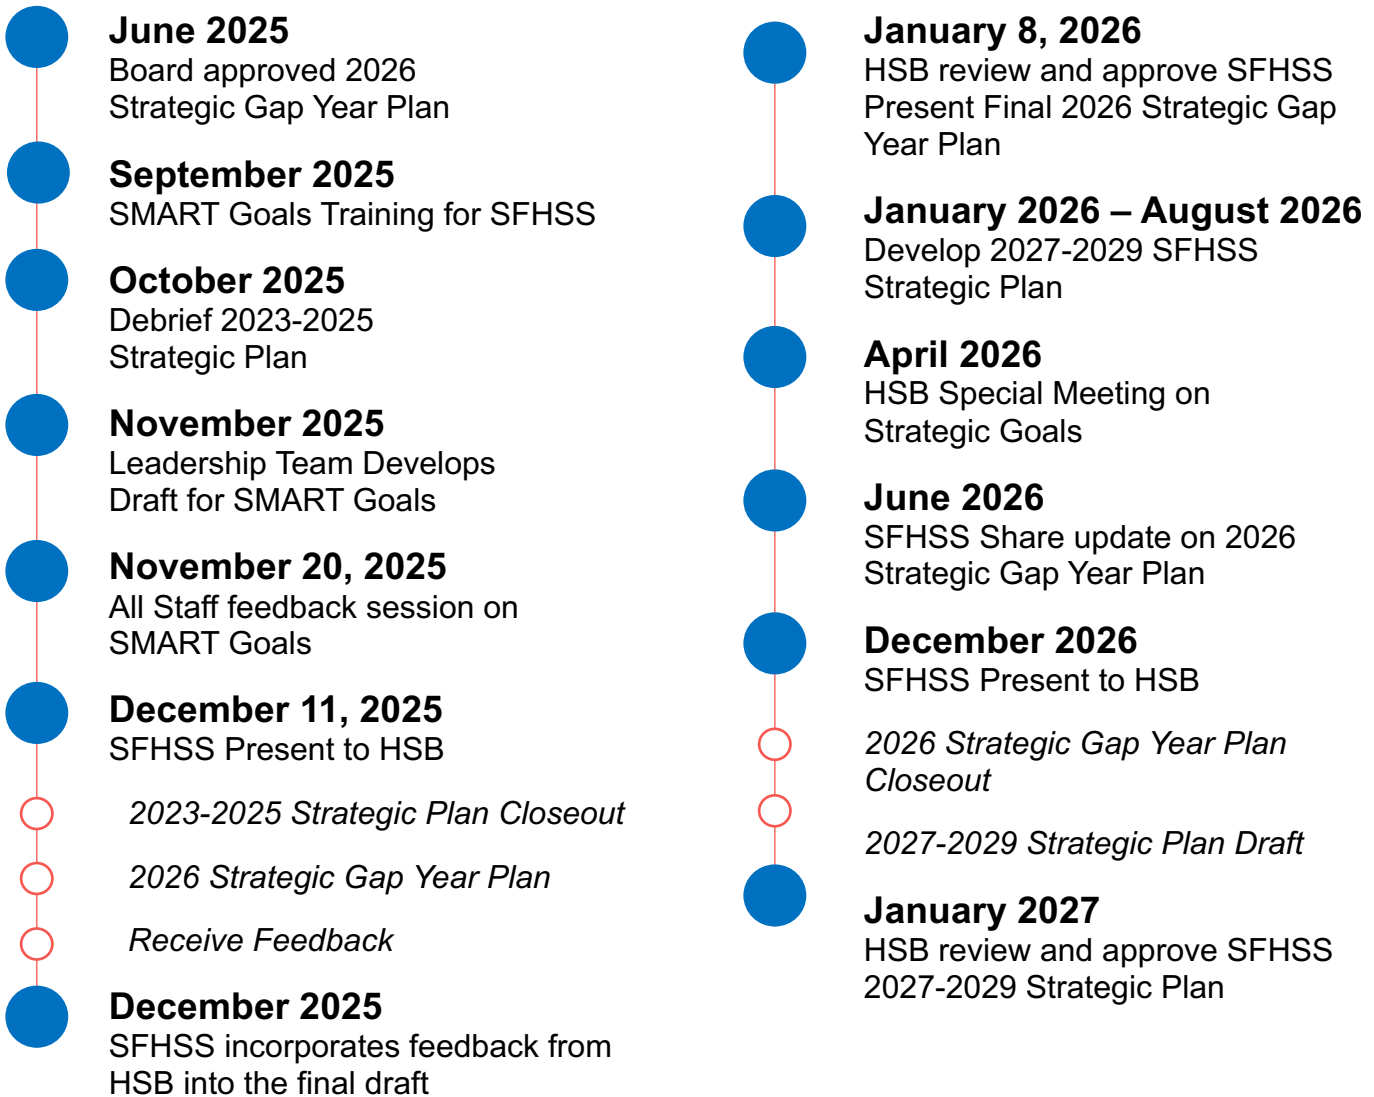 June 2025
Board approved 2026
Strategic Gap Year Plan
September 2025
SMART Goals Training for SFHSS
October 2025
Debrief 2023-2025
Strategic Plan
November 2025
Leadership Team Develops
Draft for SMART Goals
November 20, 2025
All Staff feedback session on
SMART Goals
December 11, 2025
SFHSS Present to HSB
2023-2025 Strategic Plan Closeout
2026 Strategic Gap Year Plan
Receive Feedback
December 2025
SFHSS incorporates feedback from
HSB into the final draft
January 8, 2026
HSB review and approve SFHSS
Present Final 2026 Strategic Gap
Year Plan
January 2026 – August 2026
Develop 2027-2029 SFHSS
Strategic Plan
April 2026
HSB Special Meeting on
Strategic Goals
June 2026
SFHSS Share update on 2026
Strategic Gap Year Plan
December 2026
SFHSS Present to HSB
2026 Strategic Gap Year Plan
Closeout
2027-2029 Strategic Plan Draft
January 2027
HSB review and approve SFHSS
2027-2029 Strategic Plan